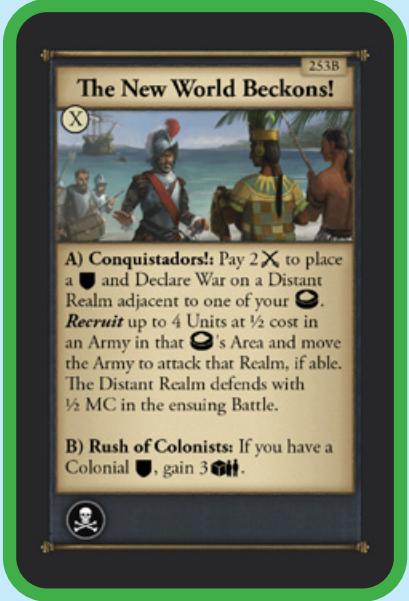 253B
The New World Beckons!
X
A) Conquistadors!: Pay 2 to place
a and Declare War on a Distant
Realm adjacent to one of your .
Recruit up to 4 Units at ½ cost in
an Army in that 's Area and move
the Army to attack that Realm, if able.
The Distant Realm defends with
½ MC in the ensuing Battle.
B) Rush of Colonists: If you have a
Colonial , gain 3 .